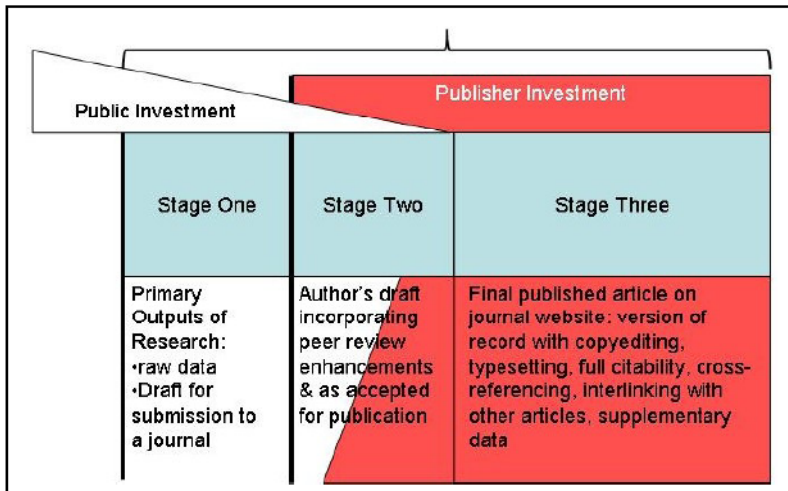 Publisher Investment
Public Investment
Stage One
Stage Two
Stage Three
Primary
Outputs of
Research:
•raw data
•Draft for
submission to
a journal
Author's draft
incorporating
peer review
enhancements
& as accepted
for publication
Final published article on
journal website: version of
record with copyediting,
typesetting, full citability, cross-
referencing, interlinking with
other articles, supplementary
data